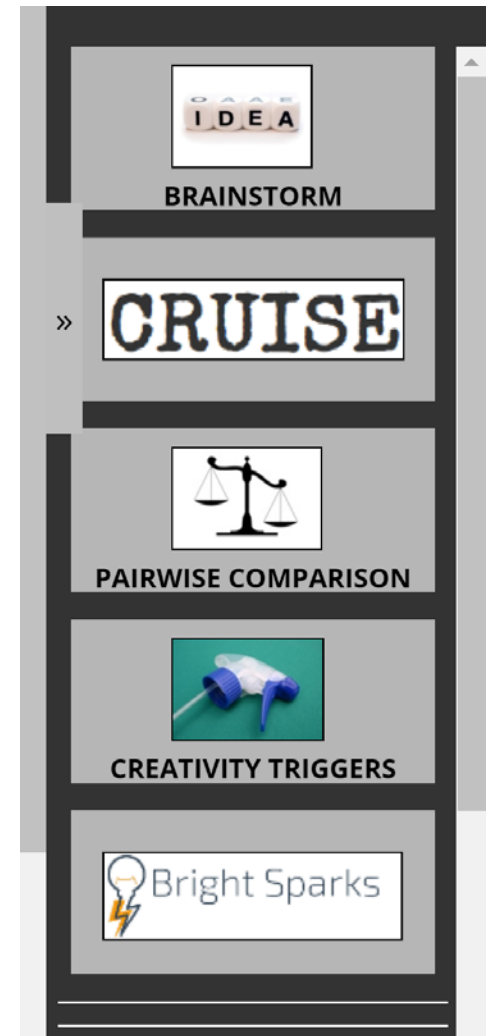 IDEA
BRAINSTORM
»
CRUISE
PAIRWISE COMPARISON
CREATIVITY TRIGGERS
Bright Sparks